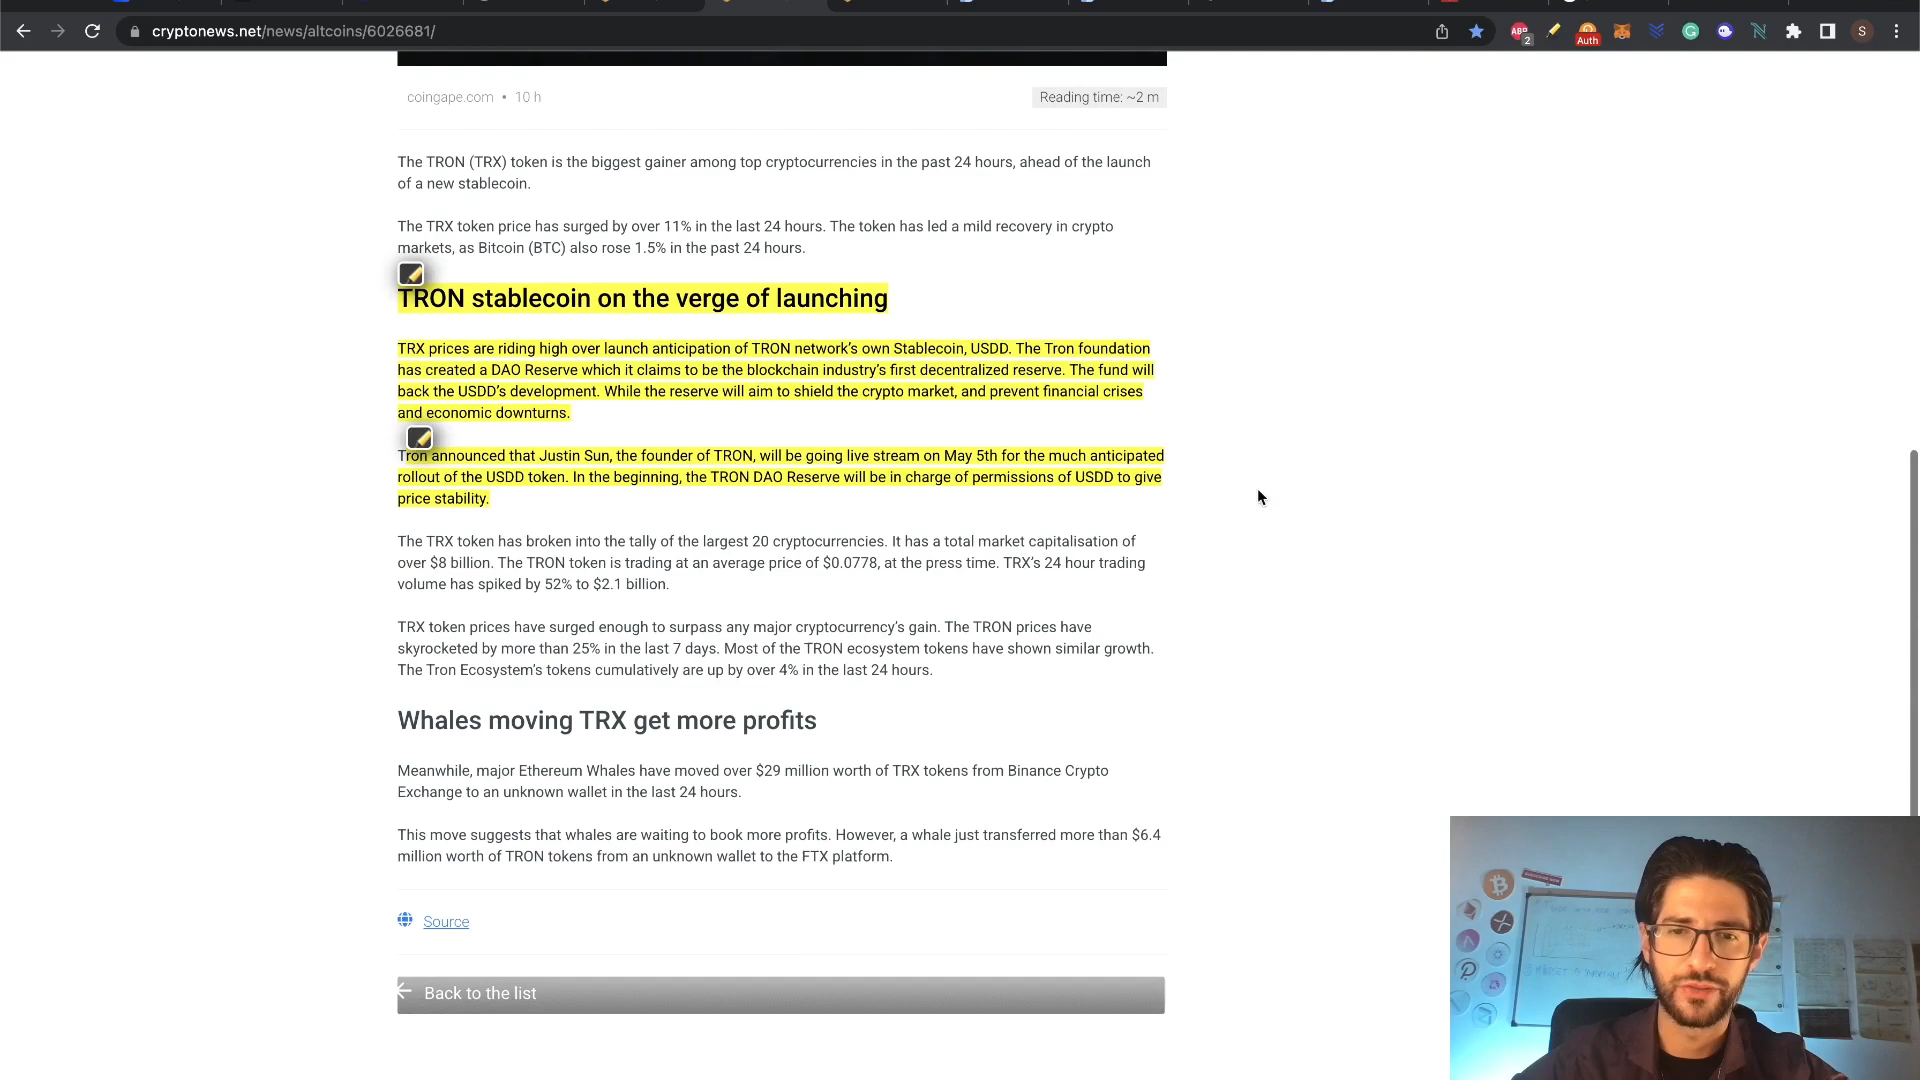 cryptonews.net/news/altcoins/6026681/
ABP
2
Auth
S
coingape.com • 10 h
Reading time: ~2 m
The TRON (TRX) token is the biggest gainer among top cryptocurrencies in the past 24 hours, ahead of the launch
of a new stablecoin.
The TRX token price has surged by over 11% in the last 24 hours. The token has led a mild recovery in crypto
markets, as Bitcoin (BTC) also rose 1.5% in the past 24 hours.
TRON stablecoin on the verge of launching
TRX prices are riding high over launch anticipation of TRON network’s own Stablecoin, USDD. The Tron foundation
has created a DAO Reserve which it claims to be the blockchain industry’s first decentralized reserve. The fund will
back the USDD’s development. While the reserve will aim to shield the crypto market, and prevent financial crises
and economic downturns.
Tron announced that Justin Sun, the founder of TRON, will be going live stream on May 5th for the much anticipated
rollout of the USDD token. In the beginning, the TRON DAO Reserve will be in charge of permissions of USDD to give
price stability.
The TRX token has broken into the tally of the largest 20 cryptocurrencies. It has a total market capitalisation of
over $8 billion. The TRON token is trading at an average price of $0.0778, at the press time. TRX’s 24 hour trading
volume has spiked by 52% to $2.1 billion.
TRX token prices have surged enough to surpass any major cryptocurrency’s gain. The TRON prices have
skyrocketed by more than 25% in the last 7 days. Most of the TRON ecosystem tokens have shown similar growth.
The Tron Ecosystem’s tokens cumulatively are up by over 4% in the last 24 hours.
Whales moving TRX get more profits
Meanwhile, major Ethereum Whales have moved over $29 million worth of TRX tokens from Binance Crypto
Exchange to an unknown wallet in the last 24 hours.
This move suggests that whales are waiting to book more profits. However, a whale just transferred more than $6.4
million worth of TRON tokens from an unknown wallet to the FTX platform.
Source
Back to the list